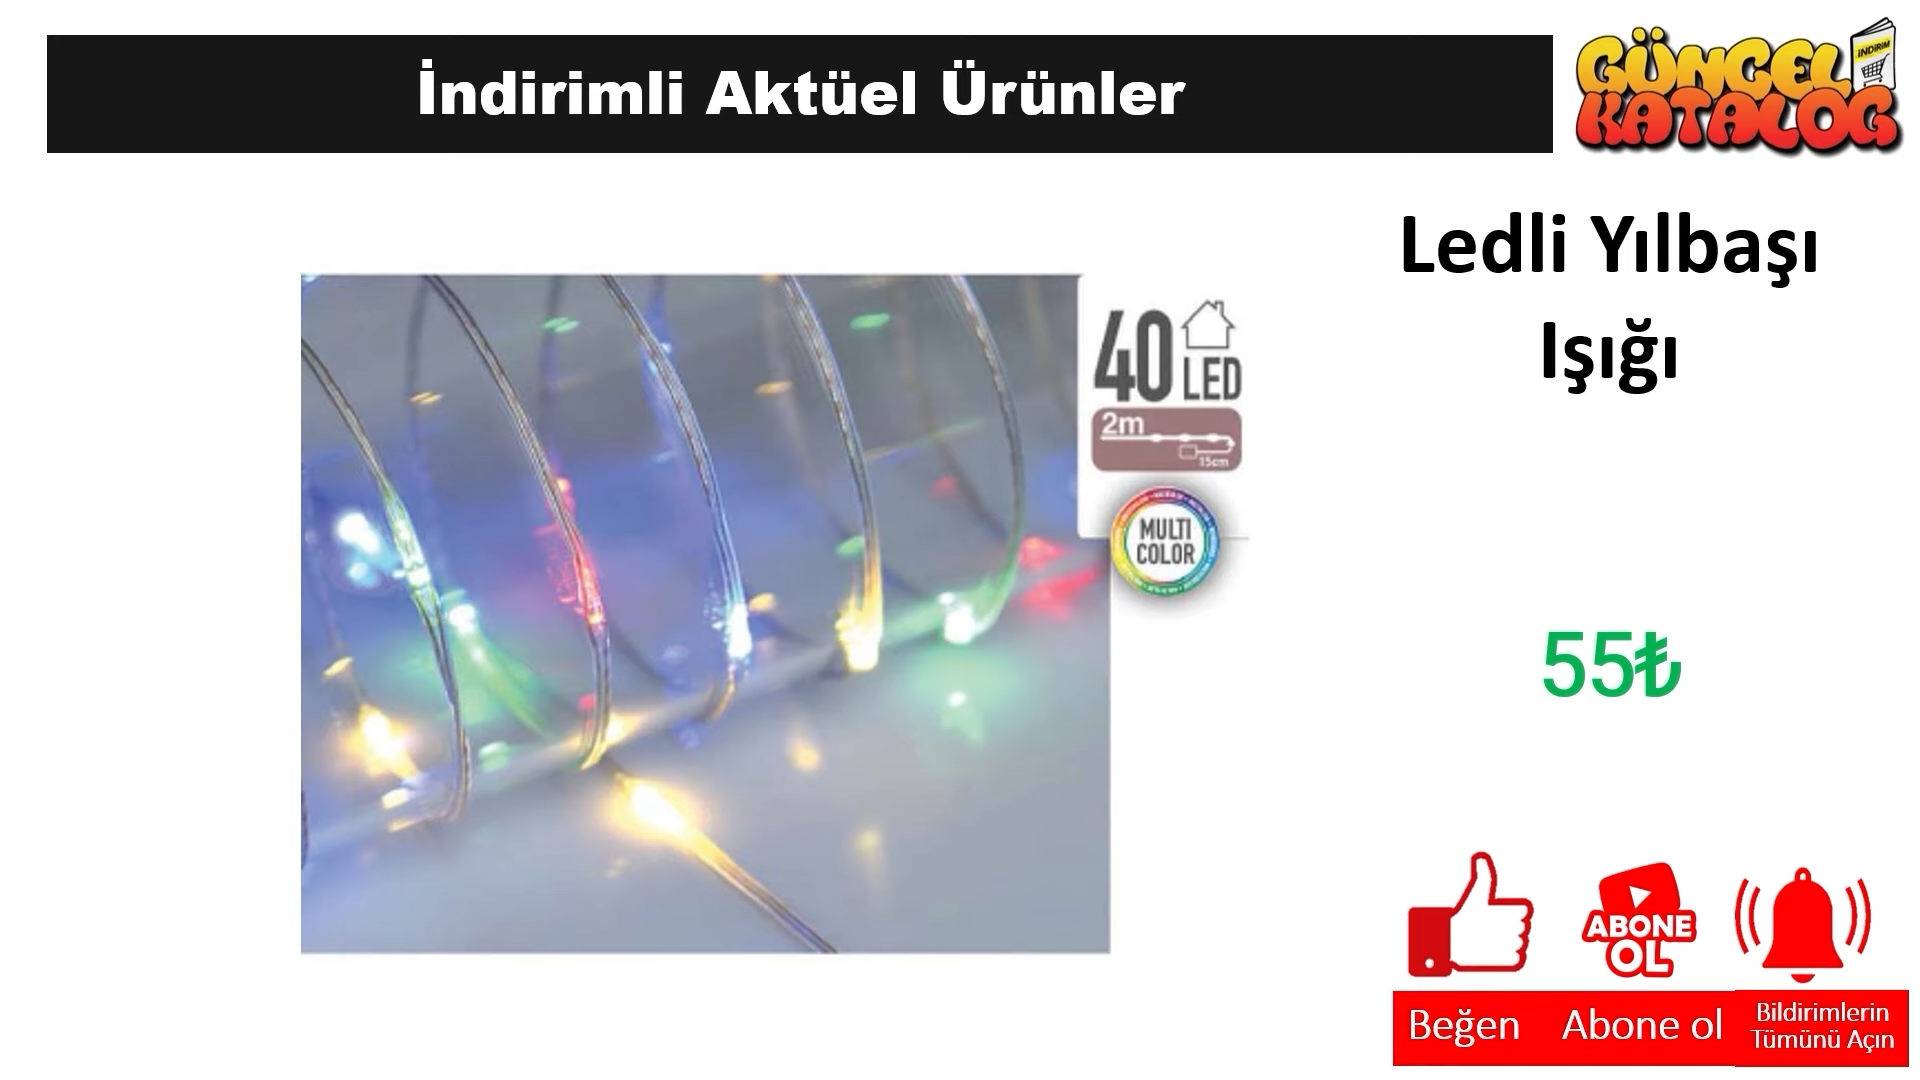 İndirimli Aktüel Ürünler
GÜNCEL
KATALOG
İNDİRİM
Ledli Yılbaşı
Işığı
40
LED
2m
15cm
MULTI
COLOR
55₺
ABONE
OL
Beğen
Abone ol
Bildirimlerin
Tümünü Açın